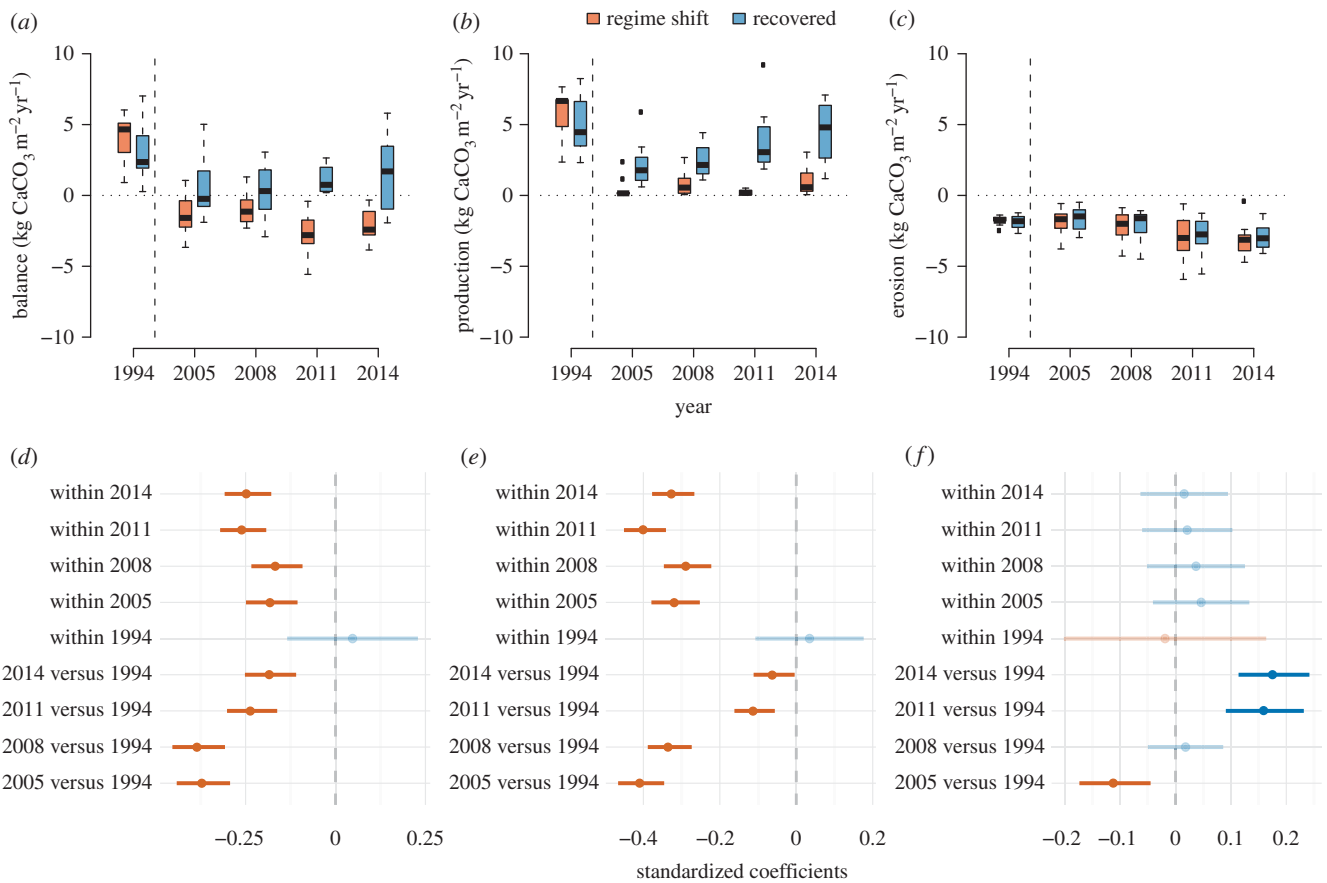 (a)
(b)
regime shift
recovered
(c)
balance (kg CaCO3 m−2 yr−1)
10
5
0
−5
−10
1994 2005 2008 2011 2014
production (kg CaCO3 m−2 yr−1)
10
5
0
−5
−10
1994 2005 2008 2011 2014
erosion (kg CaCO3 m−2 yr−1)
10
5
0
−5
−10
1994 2005 2008 2011 2014
year
(d)
within 2014
within 2011
within 2008
within 2005
within 1994
2014 versus 1994
2011 versus 1994
2008 versus 1994
2005 versus 1994
−0.25 0 0.25
(e)
within 2014
within 2011
within 2008
within 2005
within 1994
2014 versus 1994
2011 versus 1994
2008 versus 1994
2005 versus 1994
−0.4 −0.2 0 0.2
(f)
within 2014
within 2011
within 2008
within 2005
within 1994
2014 versus 1994
2011 versus 1994
2008 versus 1994
2005 versus 1994
−0.2 −0.1 0 0.1 0.2
standardized coefficients